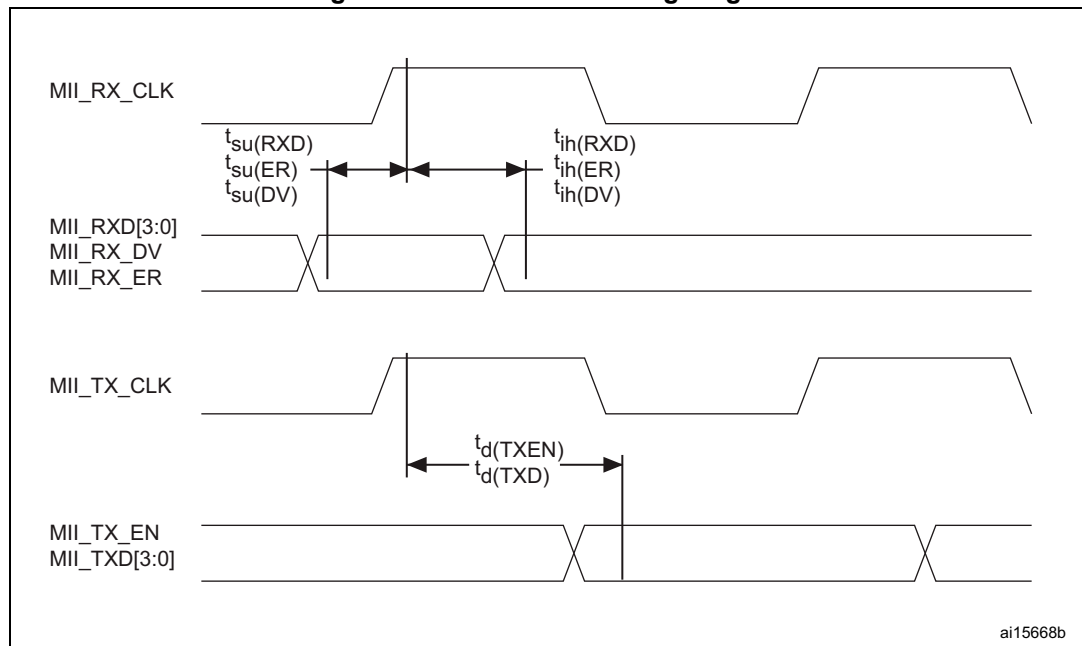 MII_RX_CLK
tsu(RXD)
tsu(ER)
tsu(DV)
tih(RXD)
tih(ER)
tih(DV)
MII_RXD[3:0]
MII_RX_DV
MII_RX_ER
MII_TX_CLK
td(TXEN)
td(TXD)
MII_TX_EN
MII_TXD[3:0]
ai15668b